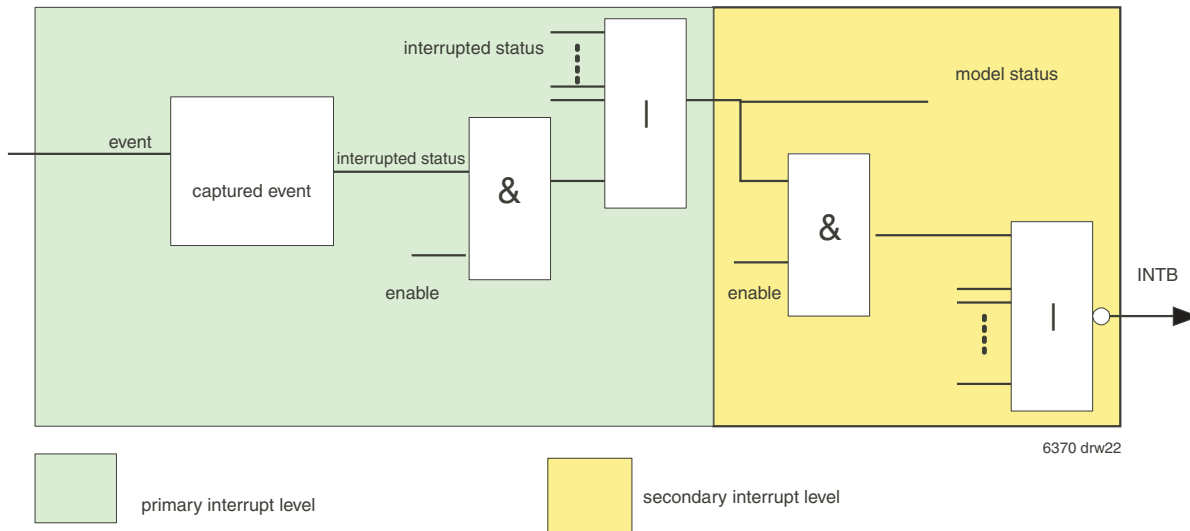 interrupted status
|
model status
event
interrupted status
captured event
&
&
enable
enable
INTB
|
6370 drw22
primary interrupt level
secondary interrupt level